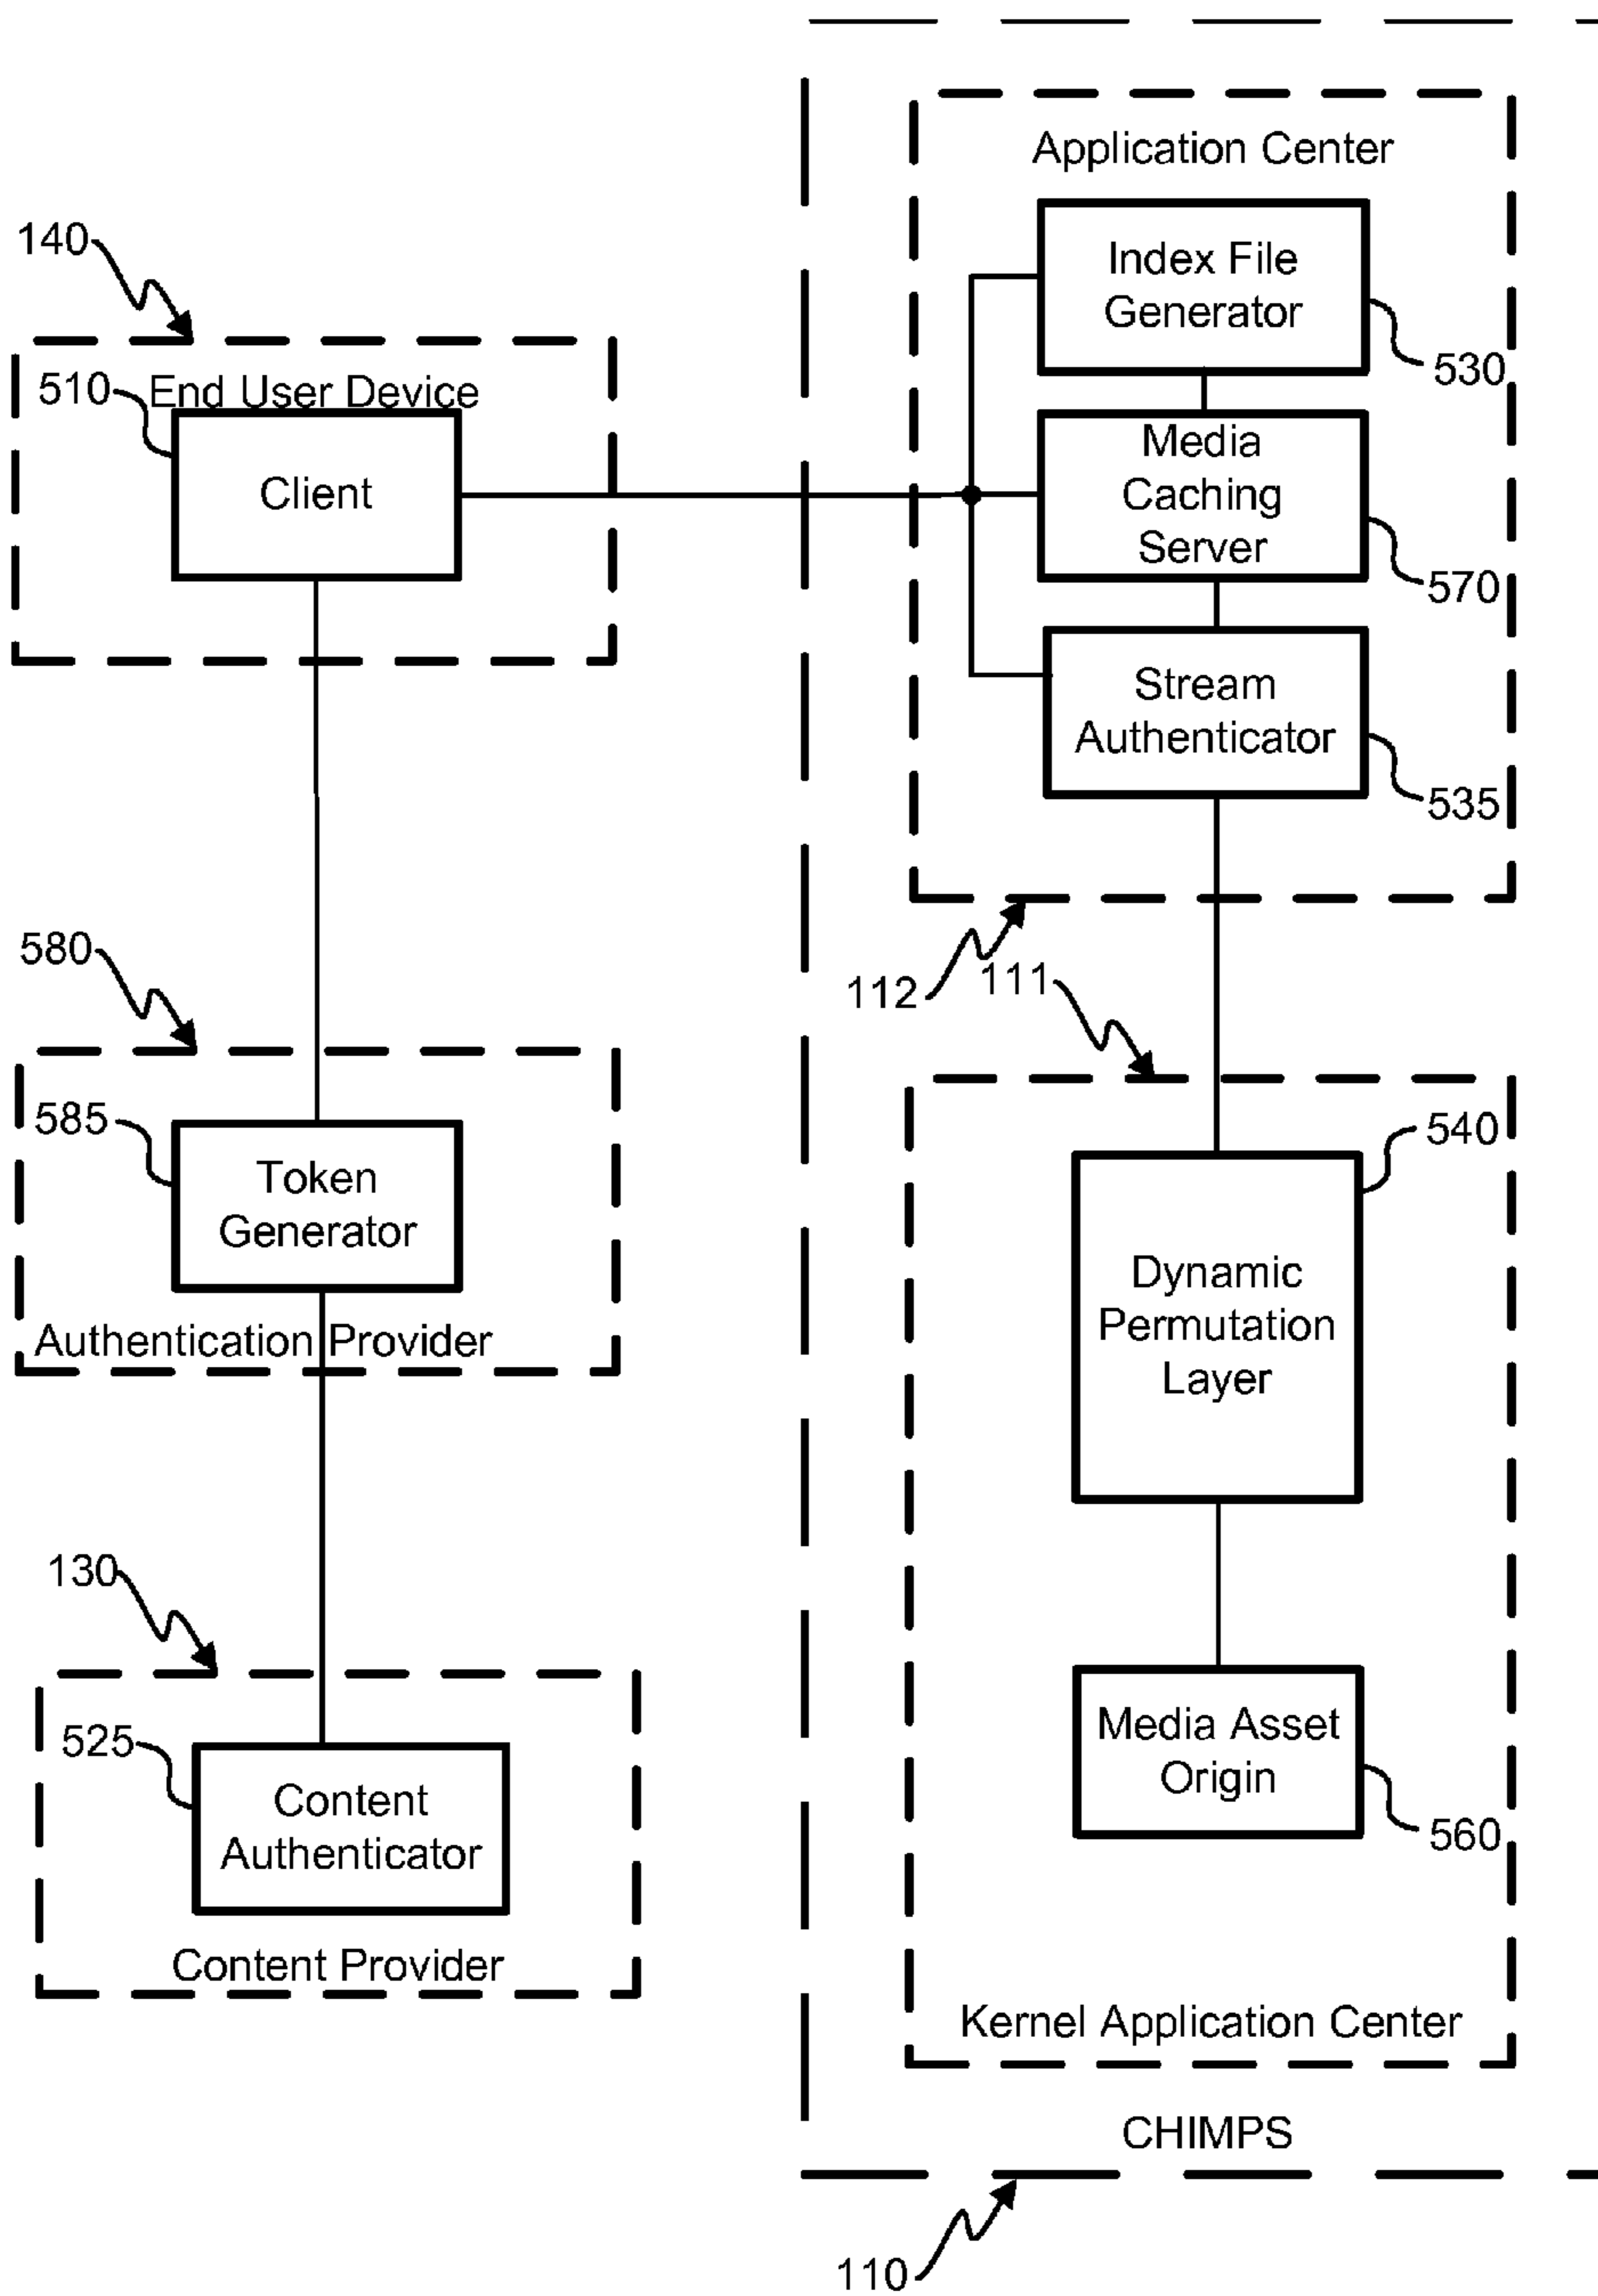 140
510
End User Device
Client
580
585
Token
Generator
Authentication Provider
130
525
Content
Authenticator
Content Provider
Application Center
Index File
Generator
530
Media
Caching
Server
570
Stream
Authenticator
535
112
111
540
Dynamic
Permutation
Layer
Media Asset
Origin
560
Kernel Application Center
CHIMPS
110